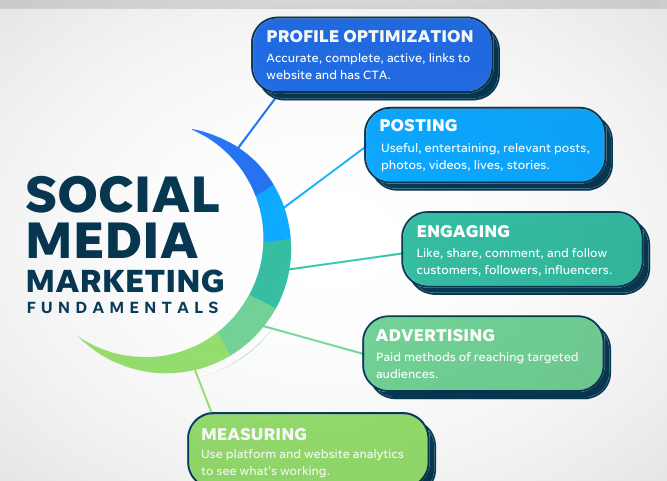 SOCIAL
MEDIA
MARKETING
FUNDAMENTALS
PROFILE OPTIMIZATION
Accurate, complete, active, links to
website and has CTA.
POSTING
Useful, entertaining, relevant posts,
photos, videos, lives, stories.
ENGAGING
Like, share, comment, and follow
customers, followers, influencers.
ADVERTISING
Paid methods of reaching targeted
audiences.
MEASURING
Use platform and website analytics
to see what's working.